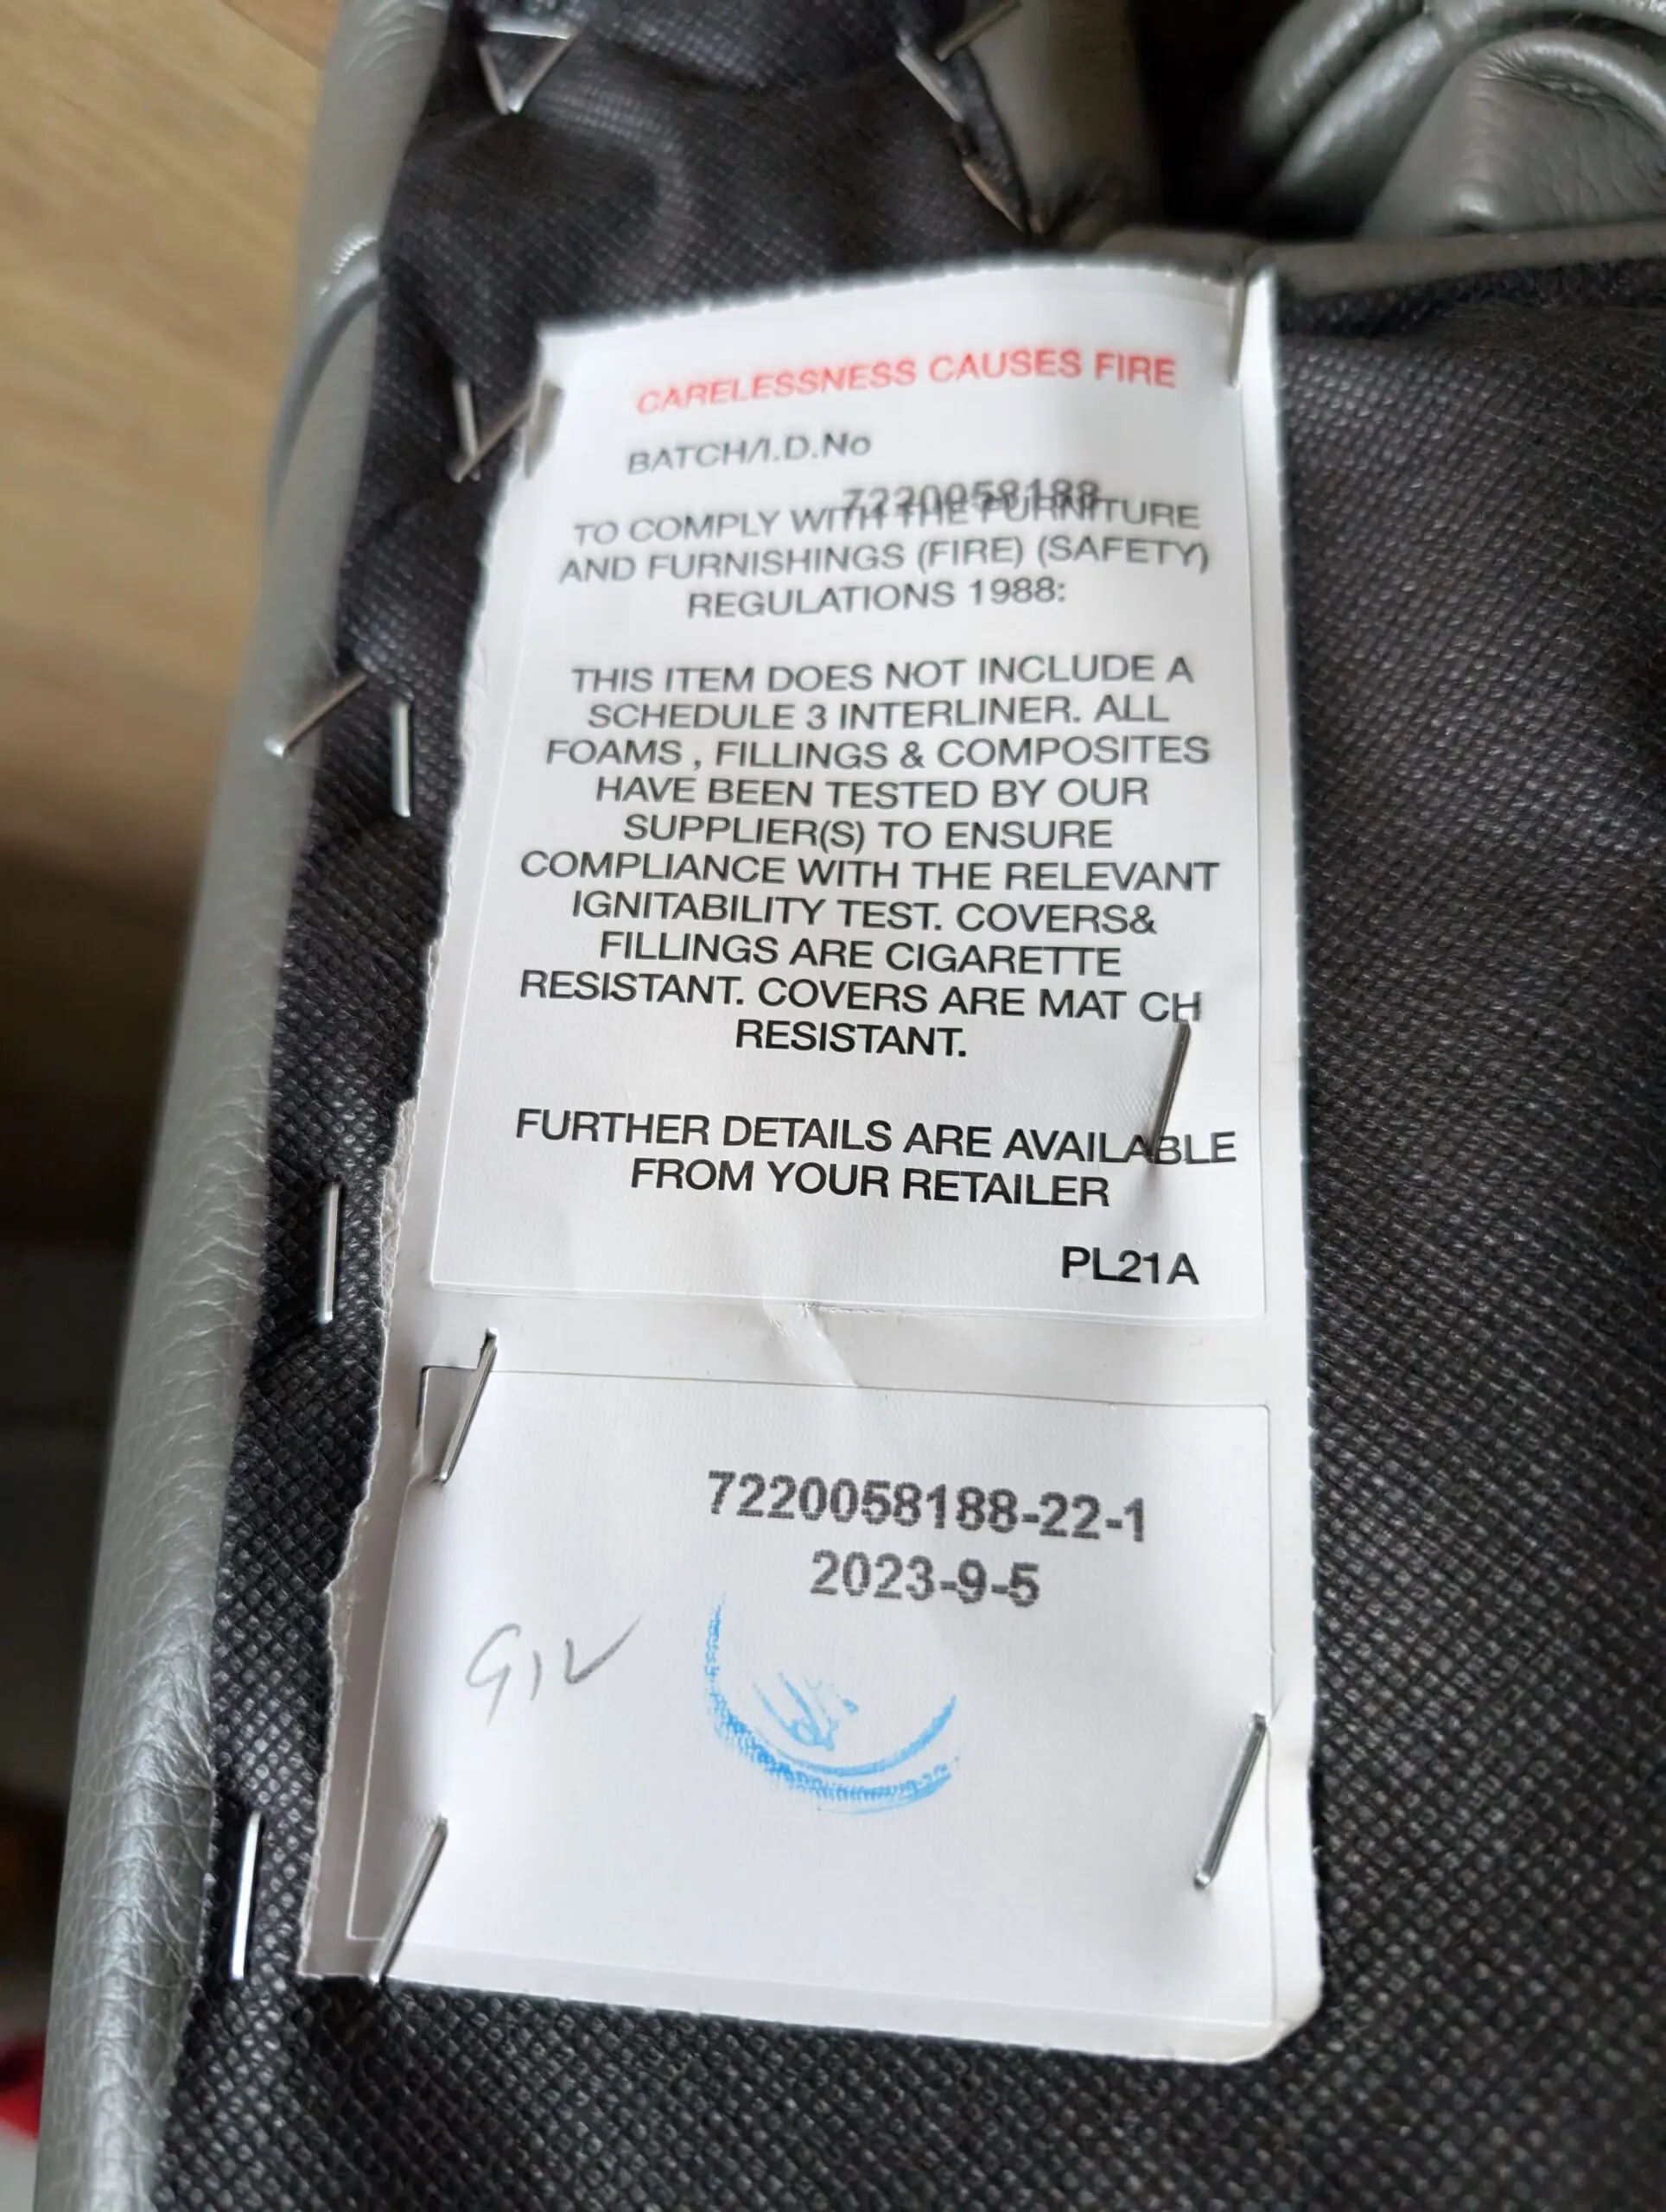 CARELESSNESS CAUSES FIRE
BATCH/I.D.No
7220058188
TO COMPLY WITH THE FURNITURE
AND FURNISHINGS (FIRE) (SAFETY)
REGULATIONS 1988:
THIS ITEM DOES NOT INCLUDE A
SCHEDULE 3 INTERLINER. ALL
FOAMS , FILLINGS & COMPOSITES
HAVE BEEN TESTED BY OUR
SUPPLIER(S) TO ENSURE
COMPLIANCE WITH THE RELEVANT
IGNITABILITY TEST. COVERS&
FILLINGS ARE CIGARETTE
RESISTANT. COVERS ARE MAT CH
RESISTANT.
FURTHER DETAILS ARE AVAILABLE
FROM YOUR RETAILER
PL21A
7220058188-22-1
2023-9-5